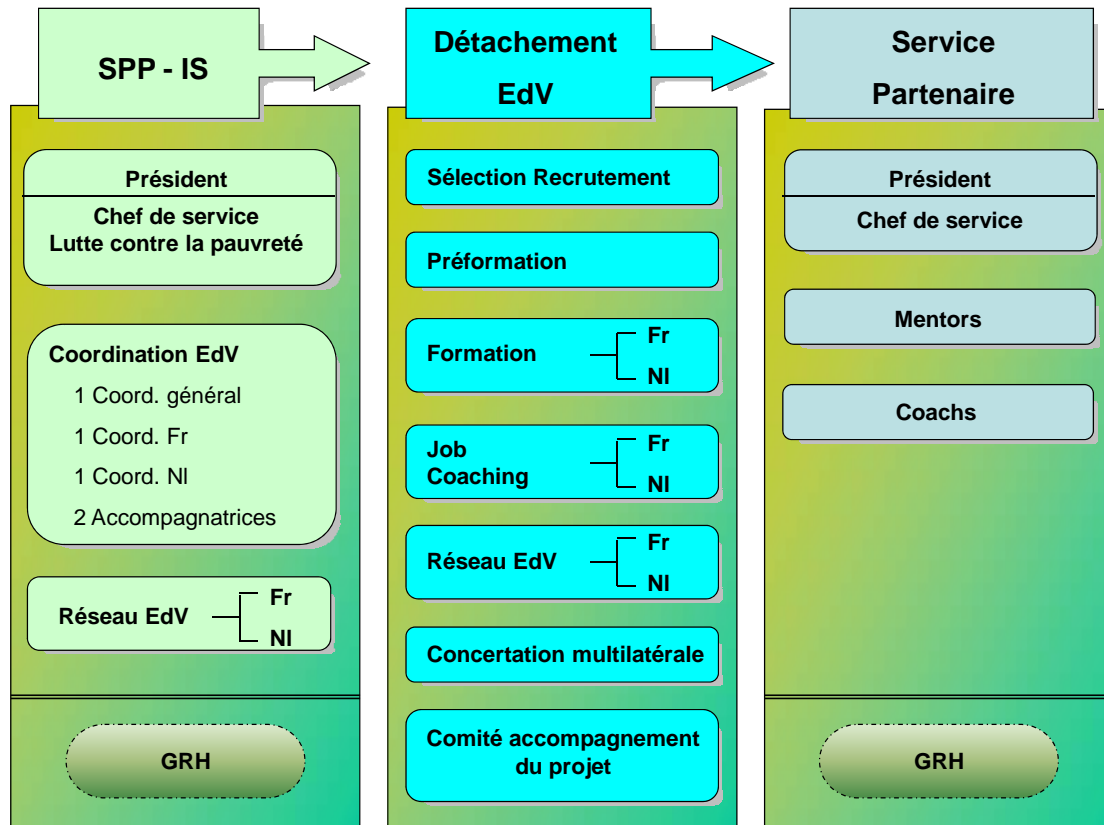 SPP - IS
Président
Chef de service
Lutte contre la pauvreté
Coordination EdV
1 Coord. général
1 Coord. Fr
1 Coord. Nl
2 Accompagnatrices
Réseau EdV
Fr
Nl
GRH
Détachement
EdV
Sélection Recrutement
Préformation
Formation
Fr
Nl
Job
Coaching
Fr
Nl
Réseau EdV
Fr
Nl
Concertation multilatérale
Comité accompagnement
du projet
Service
Partenaire
Président
Chef de service
Mentors
Coachs
GRH